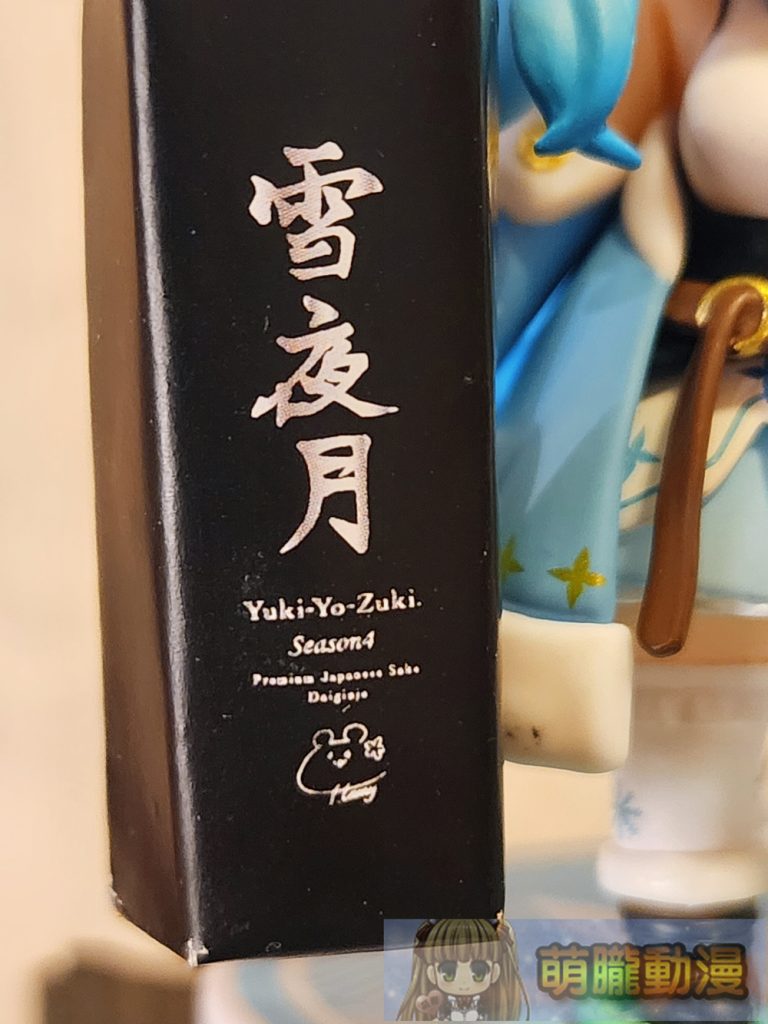 雪夜月
Yuki-Yo-Zuki.
Season4
Premium Japanese Sake
Daiginjo
萌朧動漫